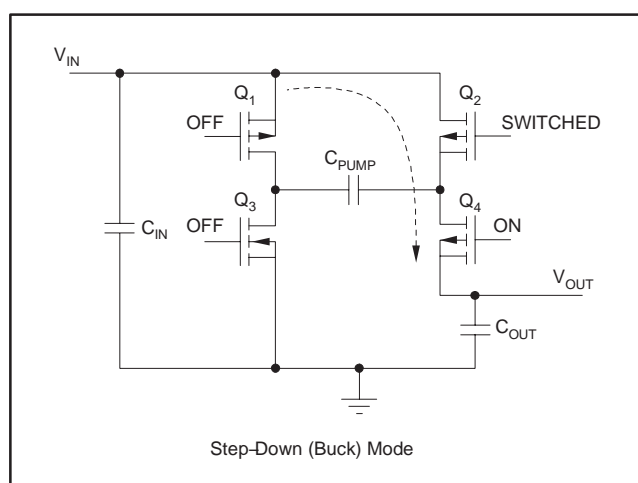 V_IN
Q_1
Q_2
OFF
SWITCHED
C_PUMP
Q_3
Q_4
OFF
ON
C_IN
V_OUT
C_OUT
Step–Down (Buck) Mode